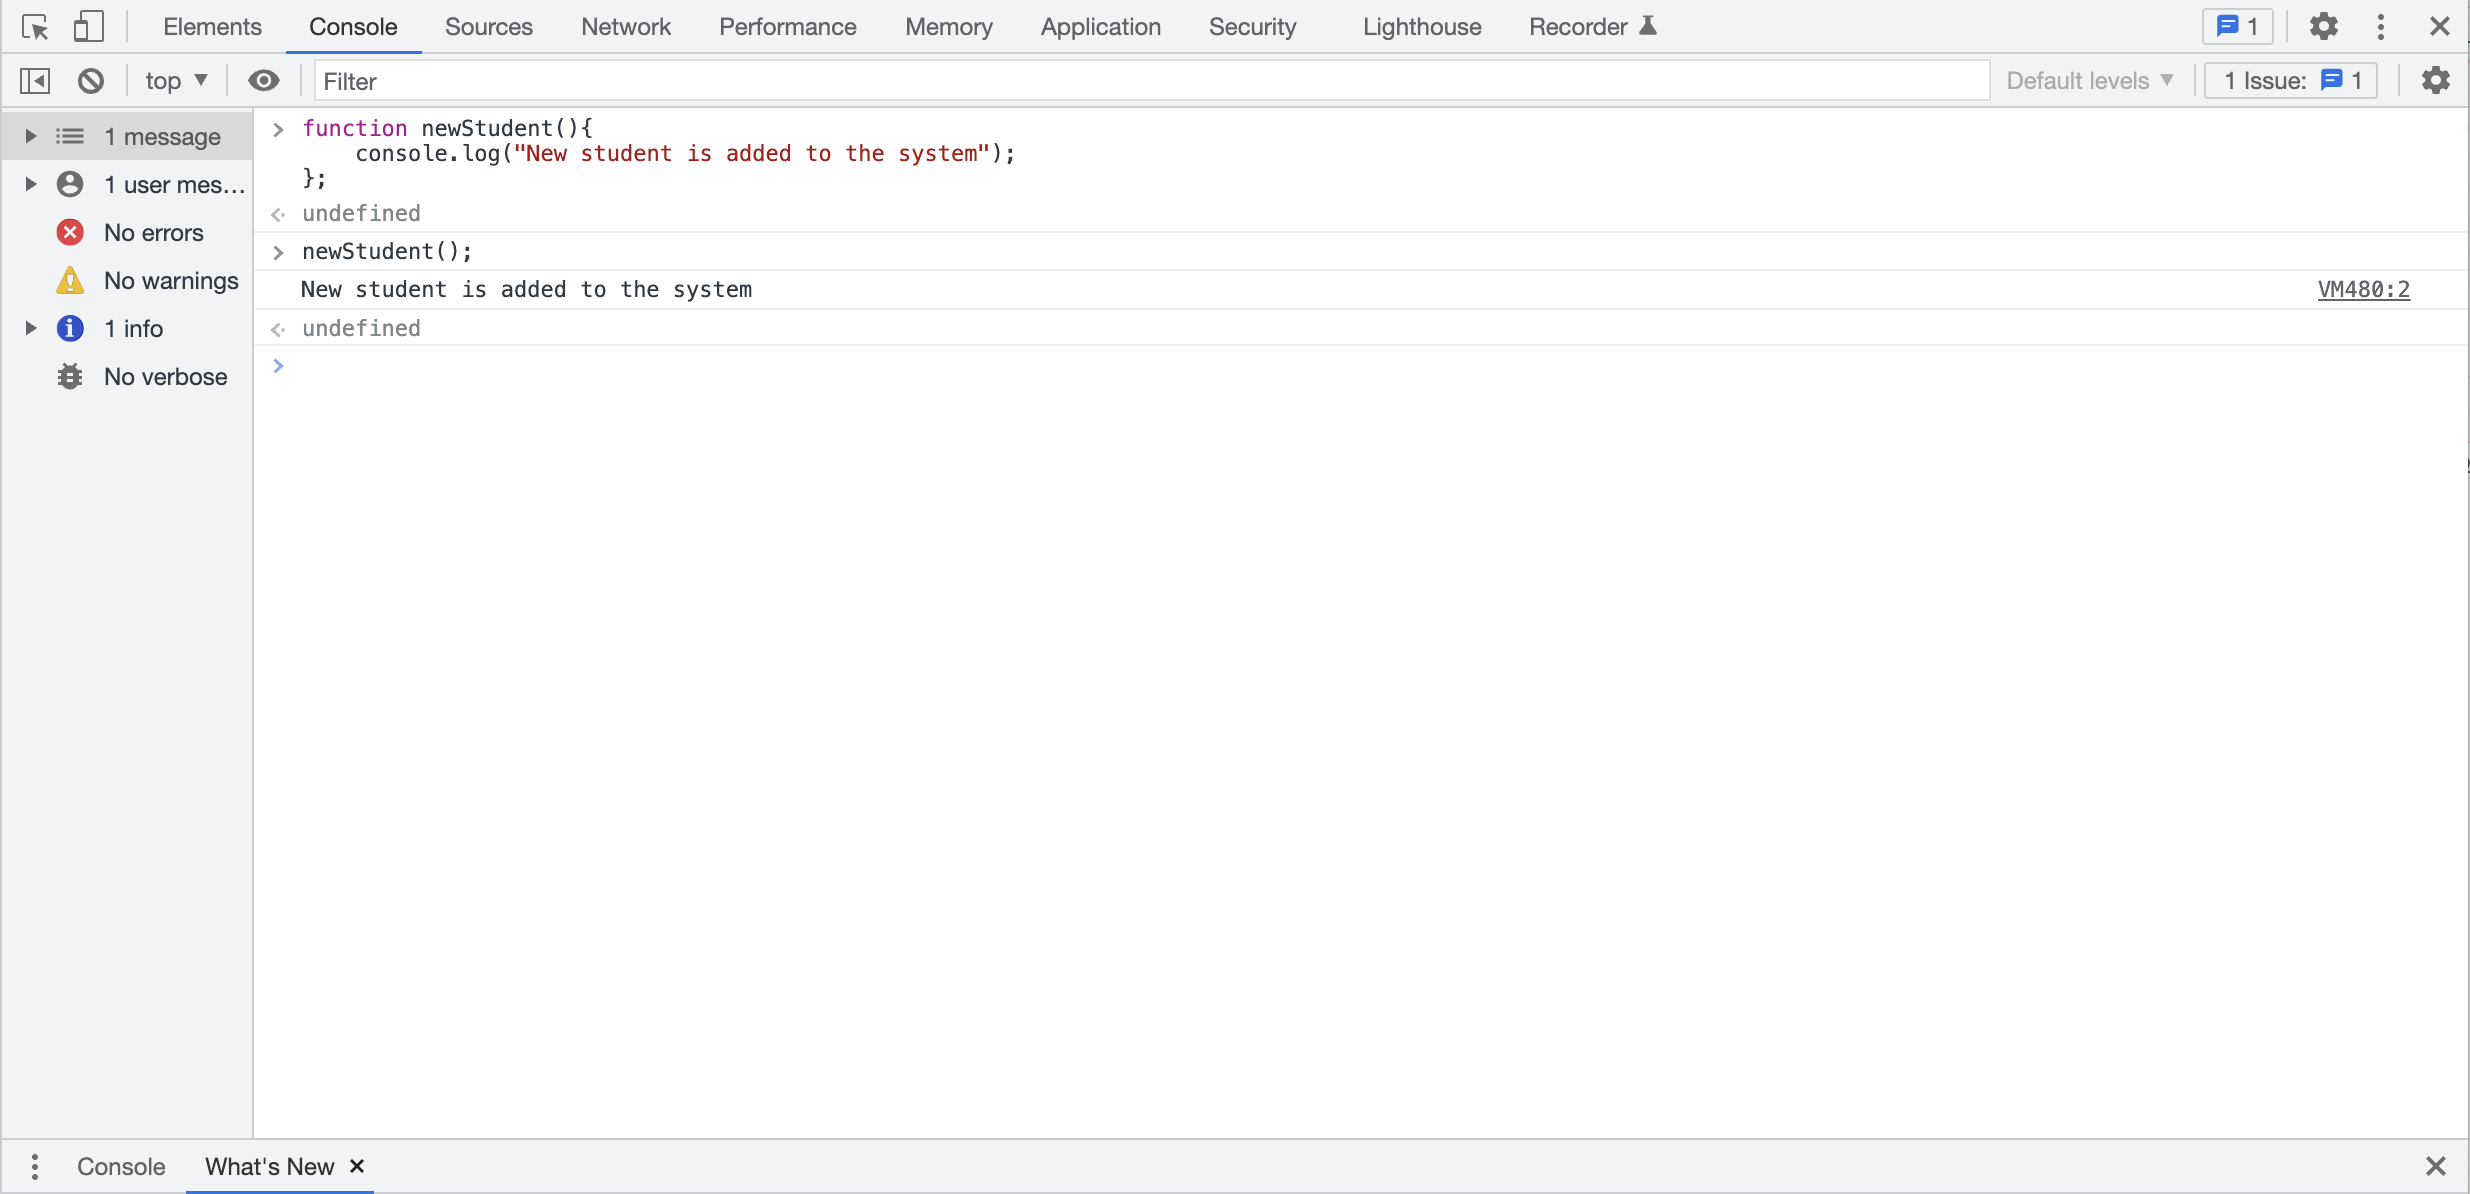 Elements Console Sources Network Performance Memory Application Security Lighthouse Recorder 1
top Filter Default levels 1 Issue: 1
1 message
1 user mes...
No errors
No warnings
1 info
No verbose
> function newStudent(){
console.log("New student is added to the system");
};
undefined
> newStudent();
New student is added to the system VM480:2
undefined
>
Console What's New